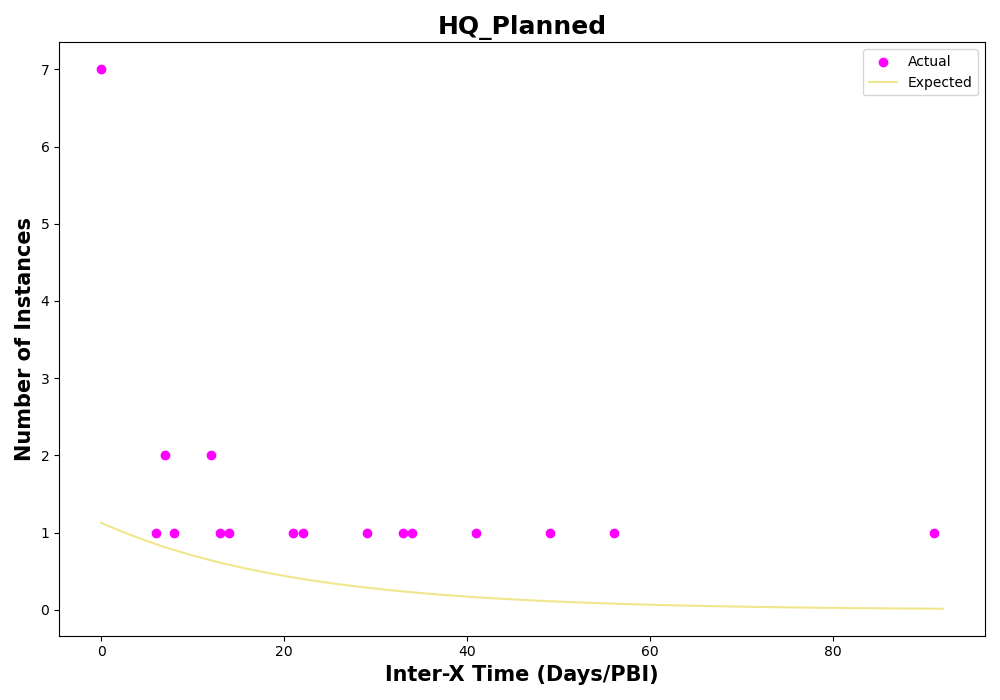 HQ_Planned
Actual
Expected
Number of Instances
7
6
5
4
3
2
1
0
0 20 40 60 80
Inter-X Time (Days/PBI)